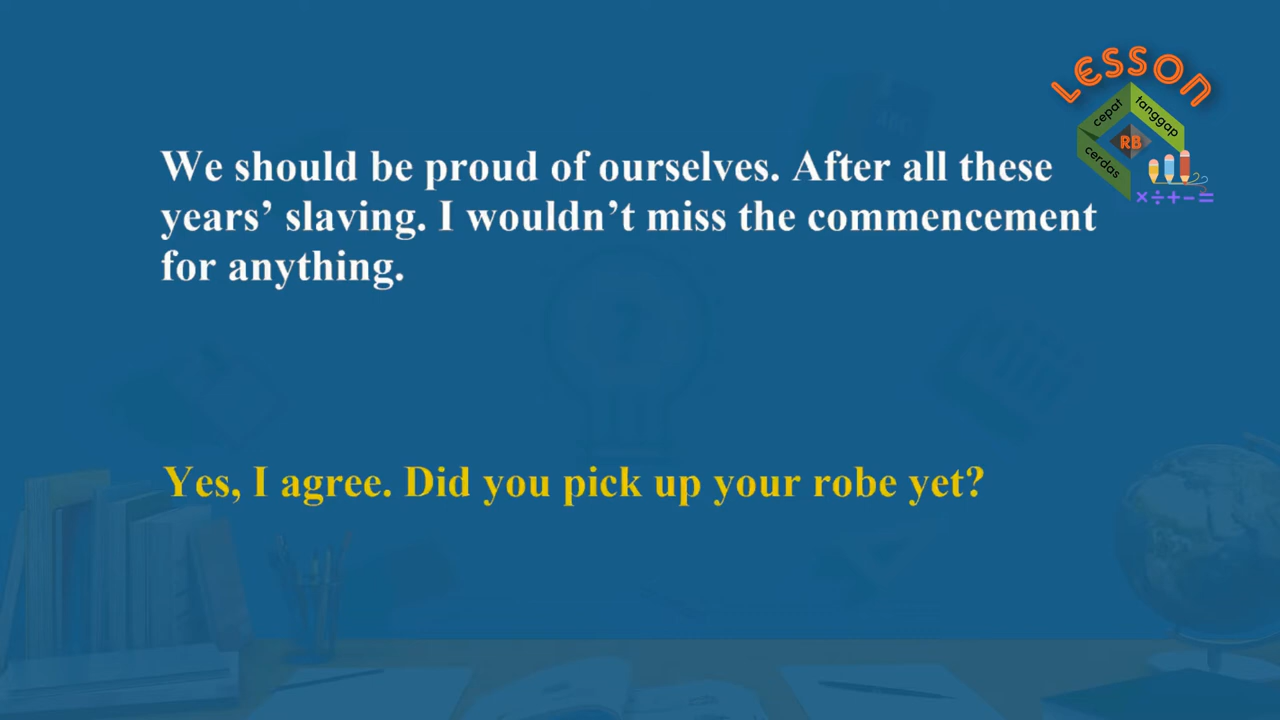 LESSON
cepat
tanggap
RB
cerdas
×÷+-=
We should be proud of ourselves. After all these
years’ slaving. I wouldn’t miss the commencement
for anything.
Yes, I agree. Did you pick up your robe yet?